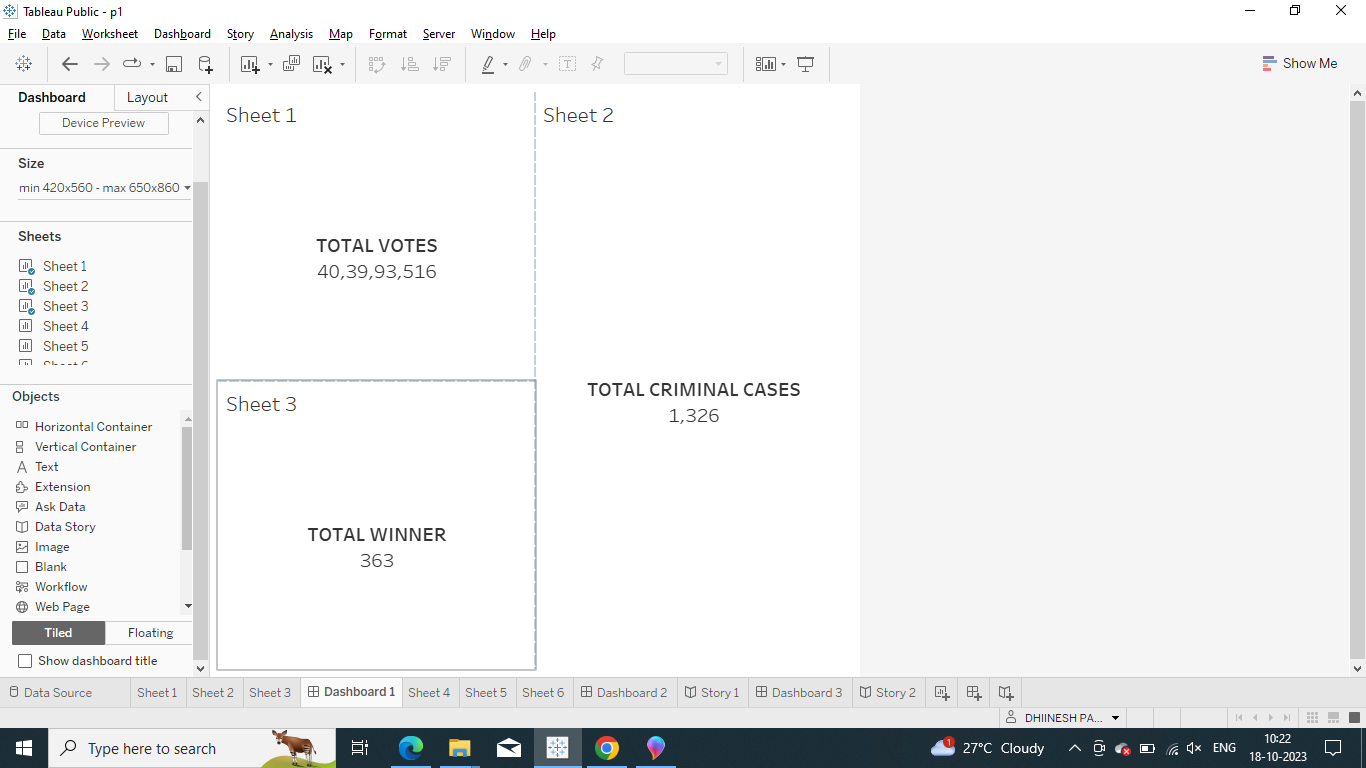 Tableau Public - p1
File Data Worksheet Dashboard Story Analysis Map Format Server Window Help
Show Me
Dashboard Layout
Device Preview
Size
min 420x560 - max 650x860
Sheets
Sheet 1
Sheet 2
Sheet 3
Sheet 4
Sheet 5
Objects
Horizontal Container
Vertical Container
Text
Extension
Ask Data
Data Story
Image
Blank
Workflow
Web Page
Tiled Floating
Show dashboard title
Sheet 1
TOTAL VOTES
40,39,93,516
Sheet 2
TOTAL CRIMINAL CASES
1,326
Sheet 3
TOTAL WINNER
363
Data Source Sheet 1 Sheet 2 Sheet 3 Dashboard 1 Sheet 4 Sheet 5 Sheet 6 Dashboard 2 Story 1 Dashboard 3 Story 2
DHIINESH PA...
Type here to search
1
27°C Cloudy
ENG
10:22
18-10-2023